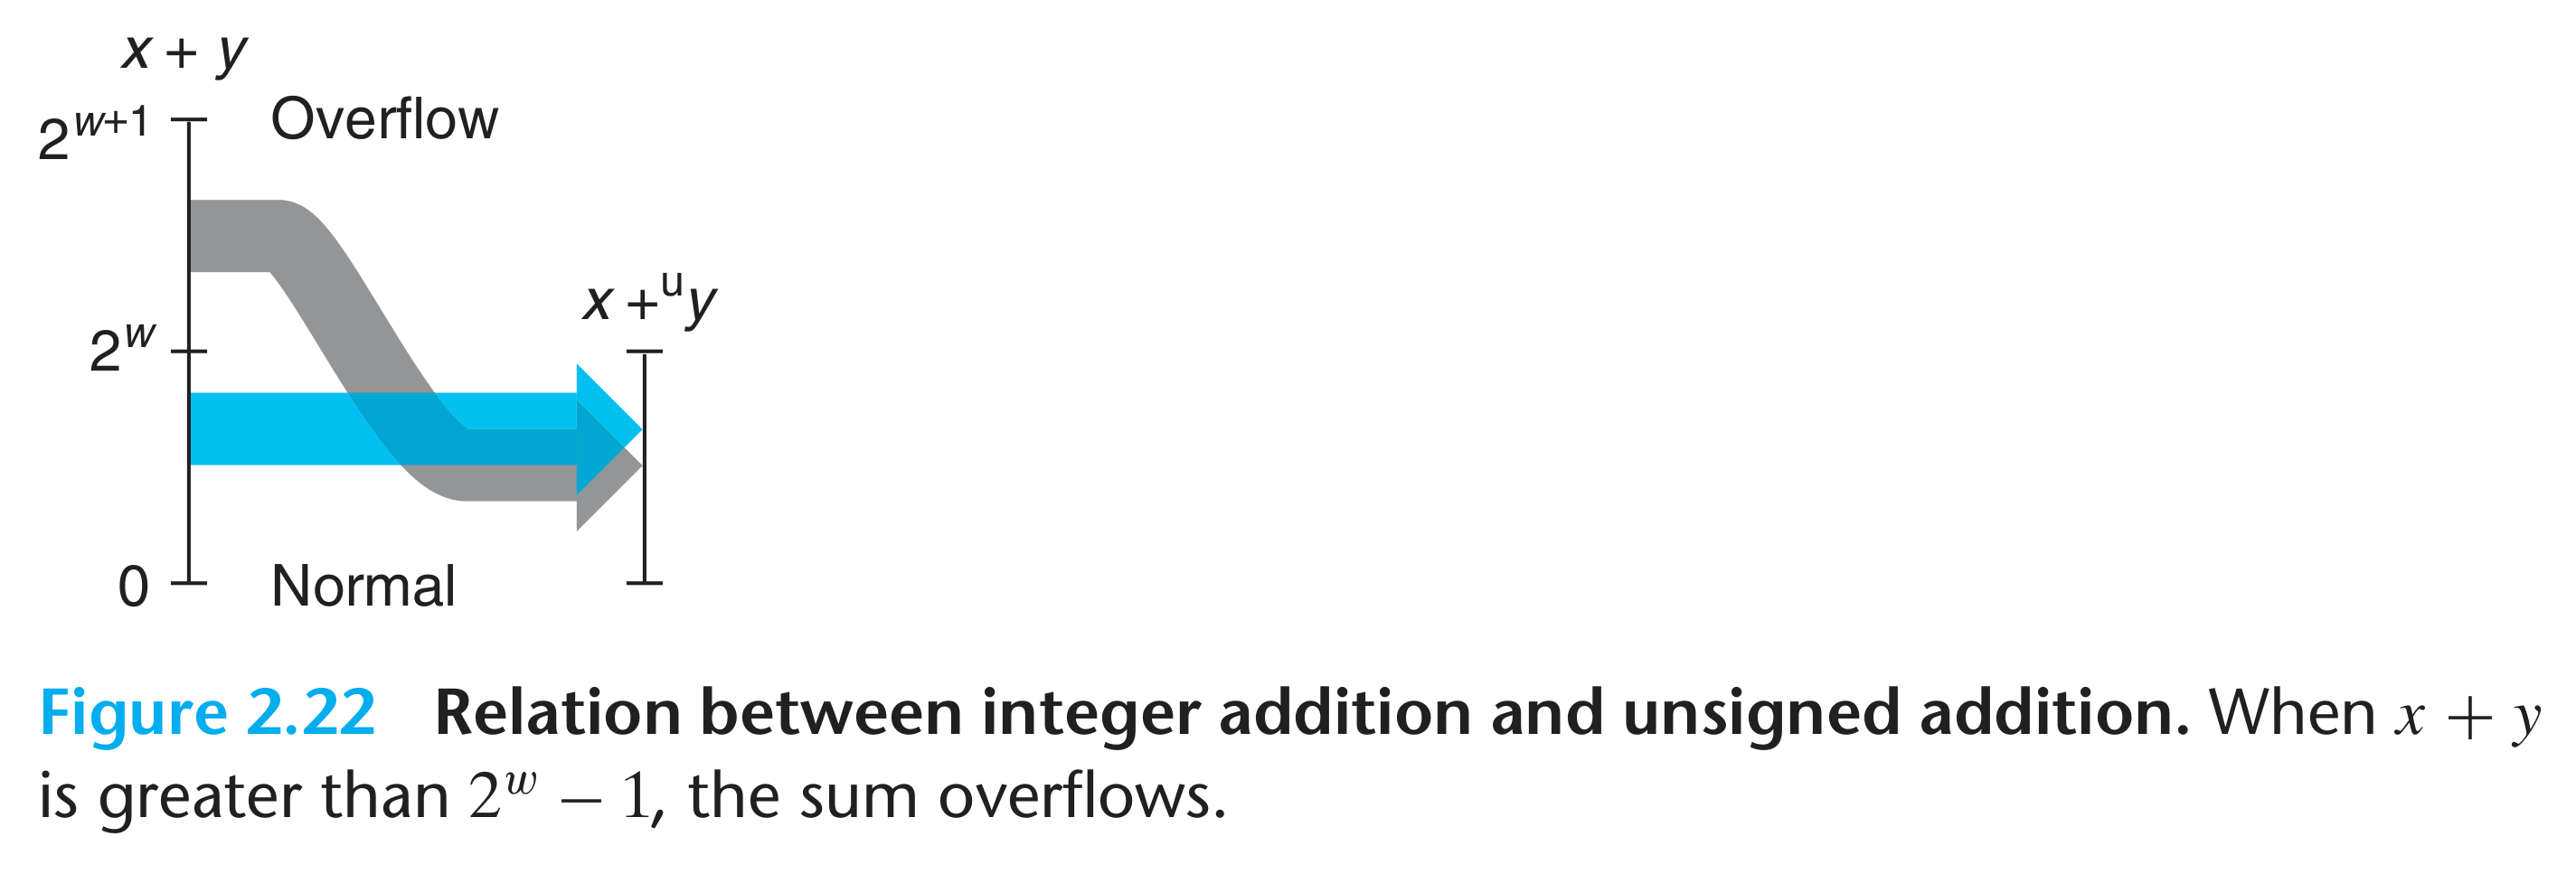 x + y
2^{w+1}
Overflow
x +^u y
2^w
0
Normal
Figure 2.22 Relation between integer addition and unsigned addition. When x + y
is greater than 2^w − 1, the sum overflows.